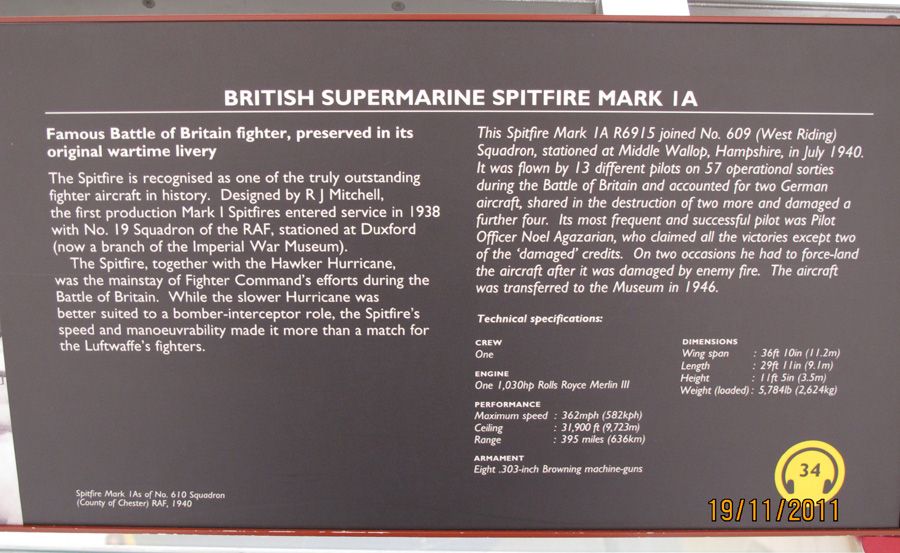 BRITISH SUPERMARINE SPITFIRE MARK 1A
Famous Battle of Britain fighter, preserved in its
original wartime livery
The Spitfire is recognised as one of the truly outstanding
fighter aircraft in history. Designed by R J Mitchell,
the first production Mark I Spitfires entered service in 1938
with No. 19 Squadron of the RAF, stationed at Duxford
(now a branch of the Imperial War Museum).
The Spitfire, together with the Hawker Hurricane,
was the mainstay of Fighter Command's efforts during the
Battle of Britain. While the slower Hurricane was
better suited to a bomber-interceptor role, the Spitfire's
speed and manoeuvrability made it more than a match for
the Luftwaffe's fighters.
Spitfire Mark 1As of No. 610 Squadron
(County of Chester) RAF, 1940
This Spitfire Mark 1A R6915 joined No. 609 (West Riding)
Squadron, stationed at Middle Wallop, Hampshire, in July 1940.
It was flown by 13 different pilots on 57 operational sorties
during the Battle of Britain and accounted for two German
aircraft, shared in the destruction of two more and damaged a
further four. Its most frequent and successful pilot was Pilot
Officer Noel Agazarian, who claimed all the victories except two
of the 'damaged' credits. On two occasions he had to force-land
the aircraft after it was damaged by enemy fire. The aircraft
was transferred to the Museum in 1946.
Technical specifications:
CREW
One
ENGINE
One 1,030hp Rolls Royce Merlin III
PERFORMANCE
Maximum speed : 362mph (582kph)
Ceiling : 31,900 ft (9,723m)
Range : 395 miles (636km)
ARMAMENT
Eight .303-inch Browning machine-guns
DIMENSIONS
Wing span : 36ft 10in (11.2m)
Length : 29ft 11in (9.1m)
Height : 11ft 5in (3.5m)
Weight (loaded) : 5,784lb (2,624kg)
34
19/11/2011